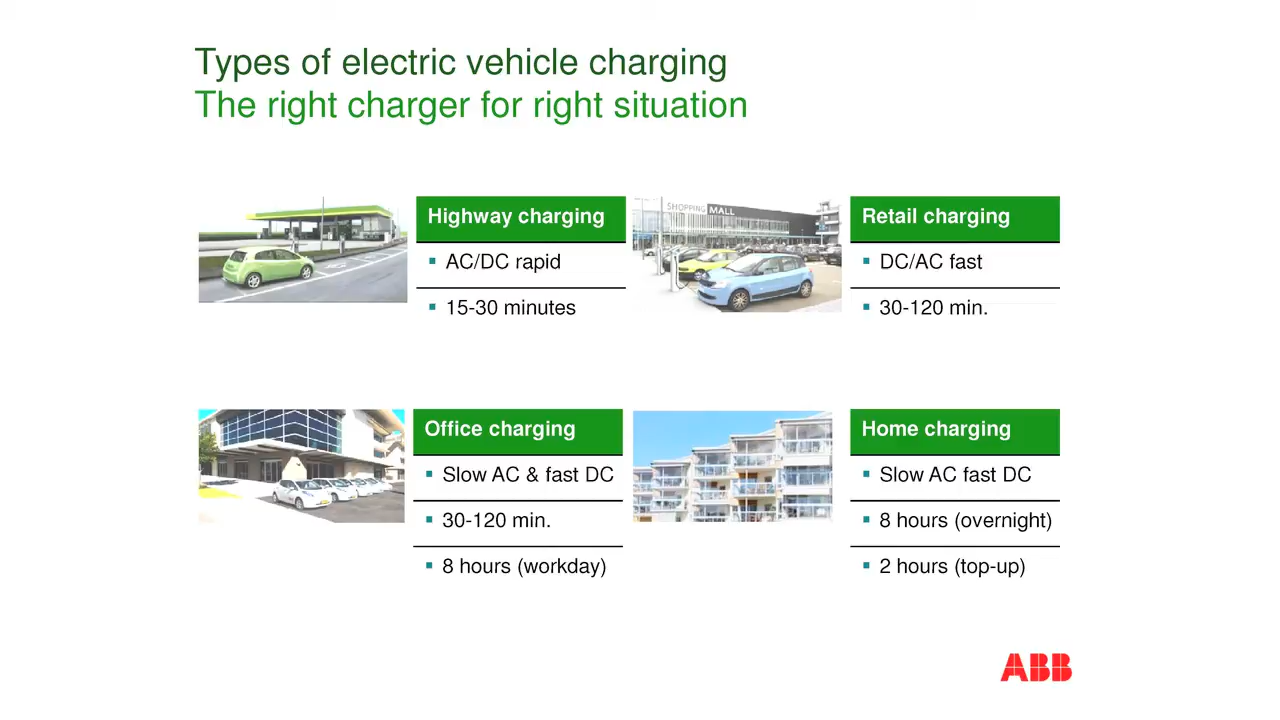 Types of electric vehicle charging
The right charger for right situation
Highway charging
▪ AC/DC rapid
▪ 15-30 minutes
SHOPPING MALL
Retail charging
▪ DC/AC fast
▪ 30-120 min.
Office charging
▪ Slow AC & fast DC
▪ 30-120 min.
▪ 8 hours (workday)
Home charging
▪ Slow AC fast DC
▪ 8 hours (overnight)
▪ 2 hours (top-up)
ABB